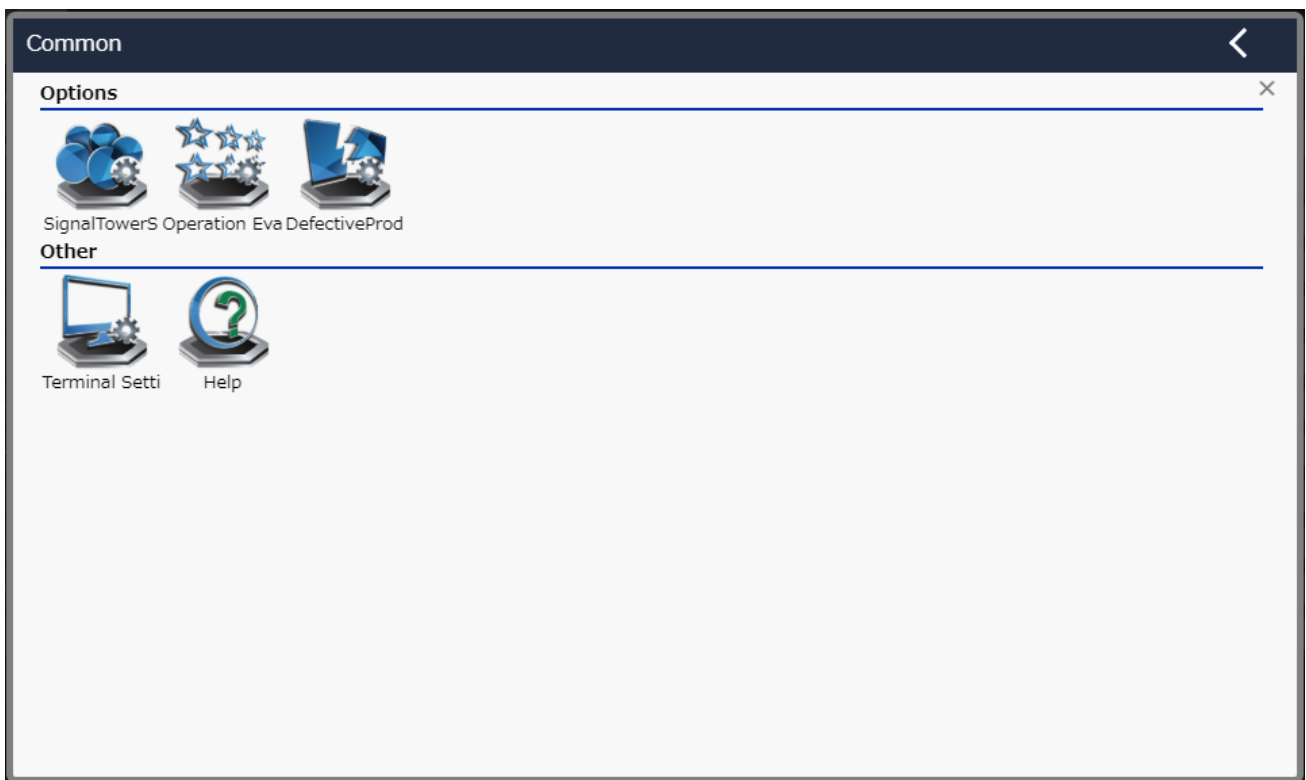 Common
Options
SignalTowerS Operation Eva DefectiveProd
Other
Terminal Setti Help